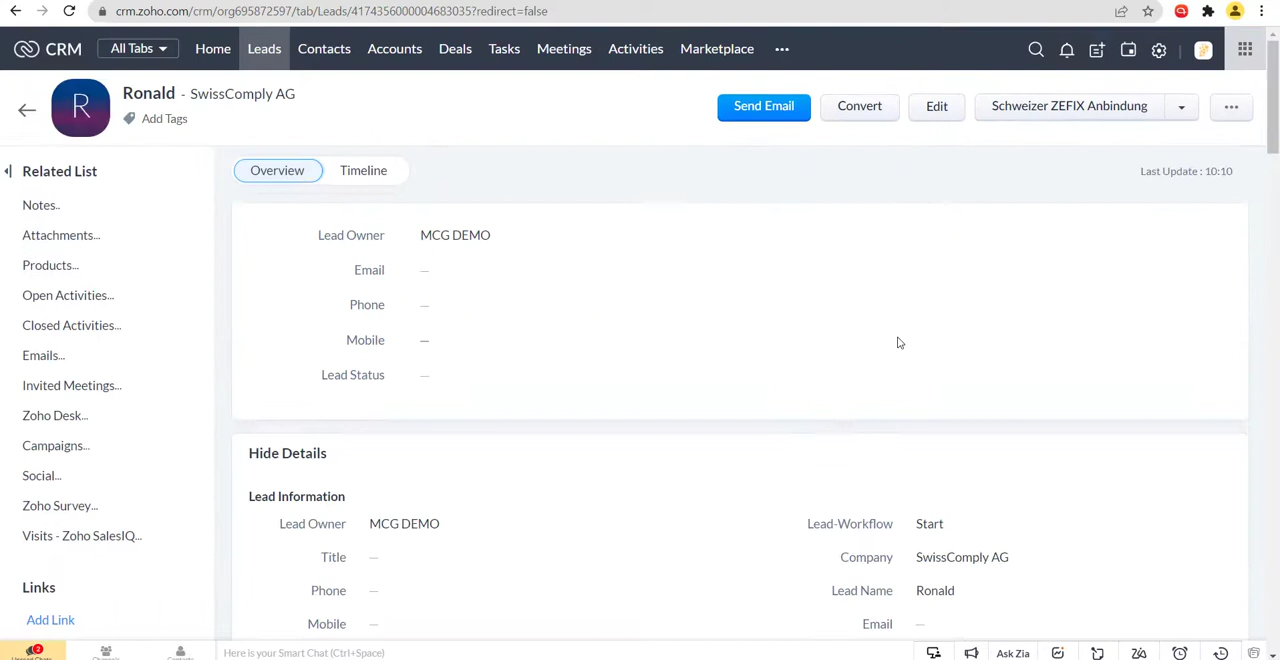 crm.zoho.com/crm/org695872597/tab/Leads/4174356000004683035?redirect=false
CRM All Tabs Home Leads Contacts Accounts Deals Tasks Meetings Activities Marketplace •••
R
Ronald - SwissComply AG
Add Tags
Send Email Convert Edit Schweizer ZEFIX Anbindung •••
Related List
Notes..
Attachments...
Products...
Open Activities...
Closed Activities...
Emails...
Invited Meetings...
Zoho Desk...
Campaigns...
Social...
Zoho Survey...
Visits - Zoho SalesIQ...
Links
Add Link
Overview Timeline
Last Update : 10:10
Lead Owner MCG DEMO
Email —
Phone —
Mobile —
Lead Status —
Hide Details
Lead Information
Lead Owner MCG DEMO Lead-Workflow Start
Title — Company SwissComply AG
Phone — Lead Name Ronald
Mobile — Email —
2
Here is your Smart Chat (Ctrl+Space)
Ask Zia